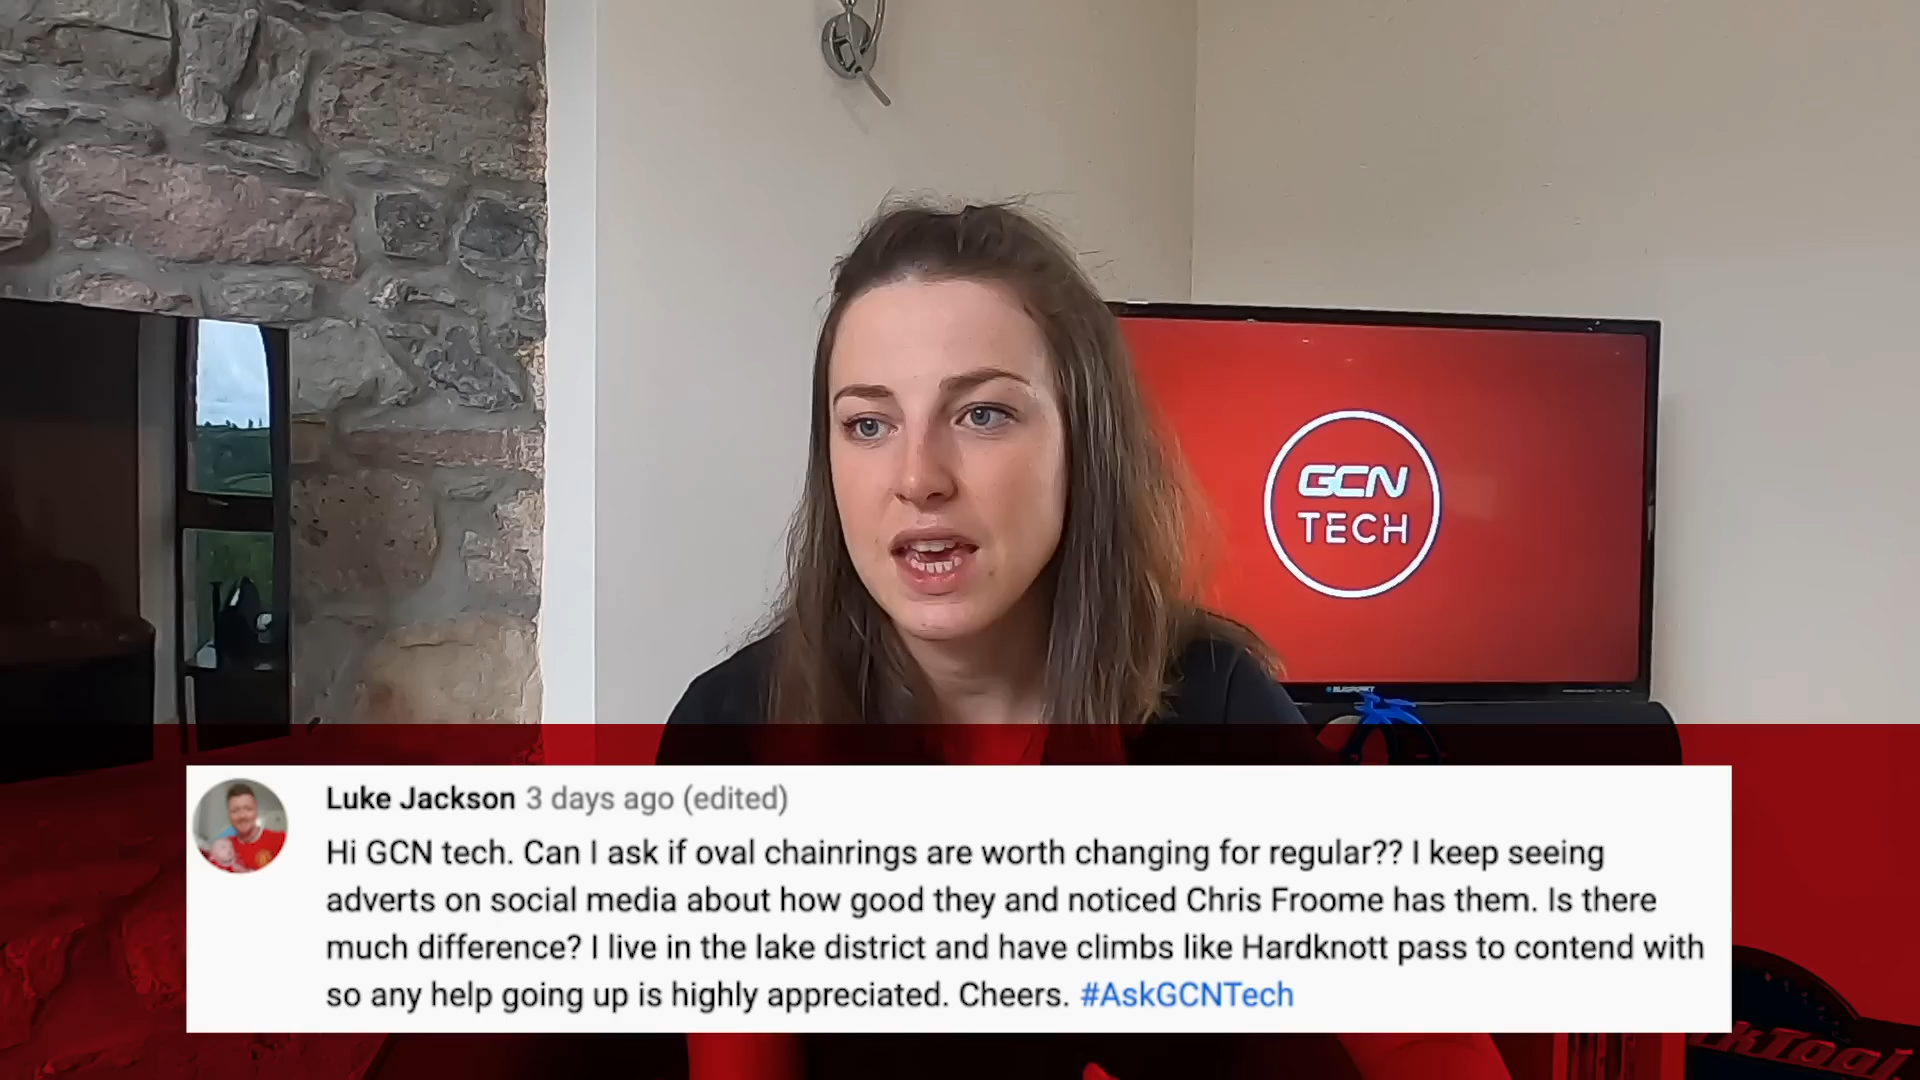 GCN
TECH
BLAUPUNKT
Luke Jackson 3 days ago (edited)
Hi GCN tech. Can I ask if oval chainrings are worth changing for regular?? I keep seeing
adverts on social media about how good they and noticed Chris Froome has them. Is there
much difference? I live in the lake district and have climbs like Hardknott pass to contend with
so any help going up is highly appreciated. Cheers. #AskGCNTech